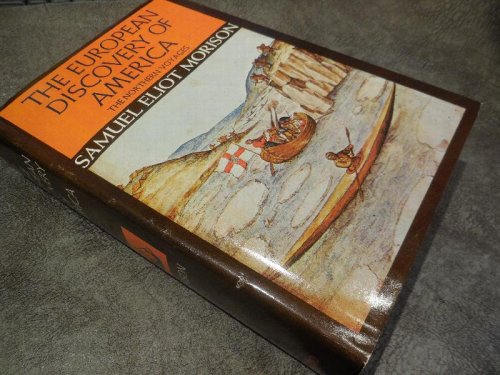 THE EUROPEAN
DISCOVERY OF
AMERICA
THE NORTHERN VOYAGES
SAMUEL ELIOT MORISON